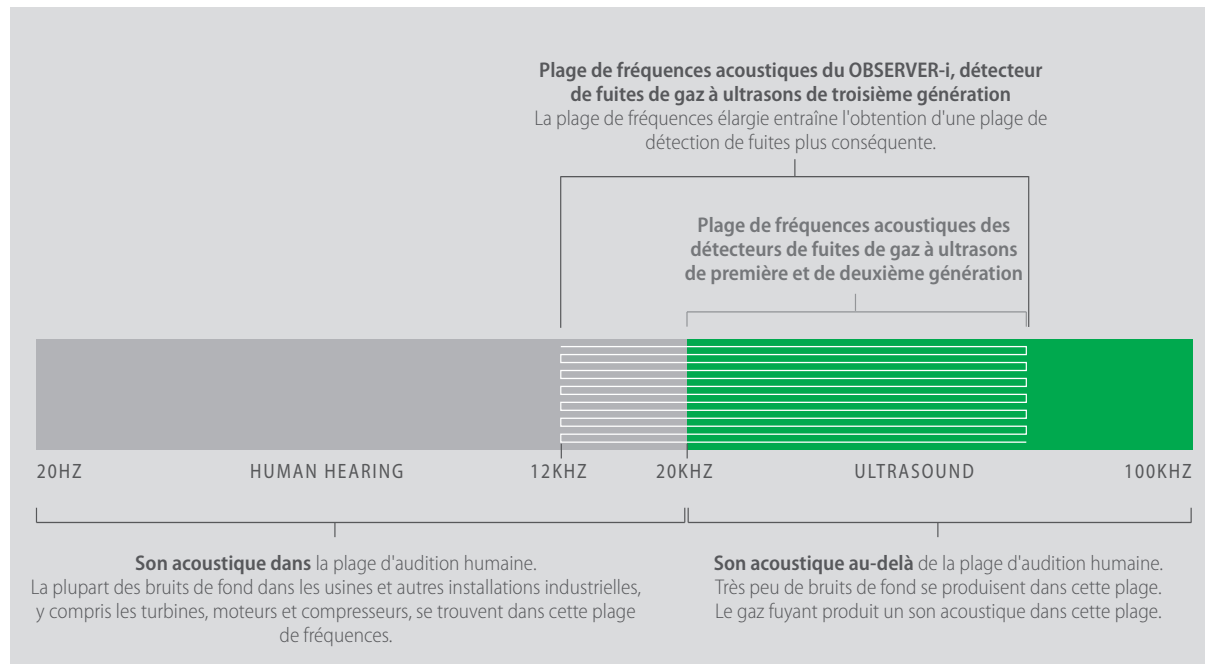 Plage de fréquences acoustiques du OBSERVER-i, détecteur
de fuites de gaz à ultrasons de troisième génération
La plage de fréquences élargie entraîne l'obtention d'une plage de
détection de fuites plus conséquente.
Plage de fréquences acoustiques des
détecteurs de fuites de gaz à ultrasons
de première et de deuxième génération
20HZ HUMAN HEARING 12KHZ 20KHZ ULTRASOUND 100KHZ
Son acoustique dans la plage d'audition humaine.
La plupart des bruits de fond dans les usines et autres installations industrielles,
y compris les turbines, moteurs et compresseurs, se trouvent dans cette plage
de fréquences.
Son acoustique au-delà de la plage d'audition humaine.
Très peu de bruits de fond se produisent dans cette plage.
Le gaz fuyant produit un son acoustique dans cette plage.